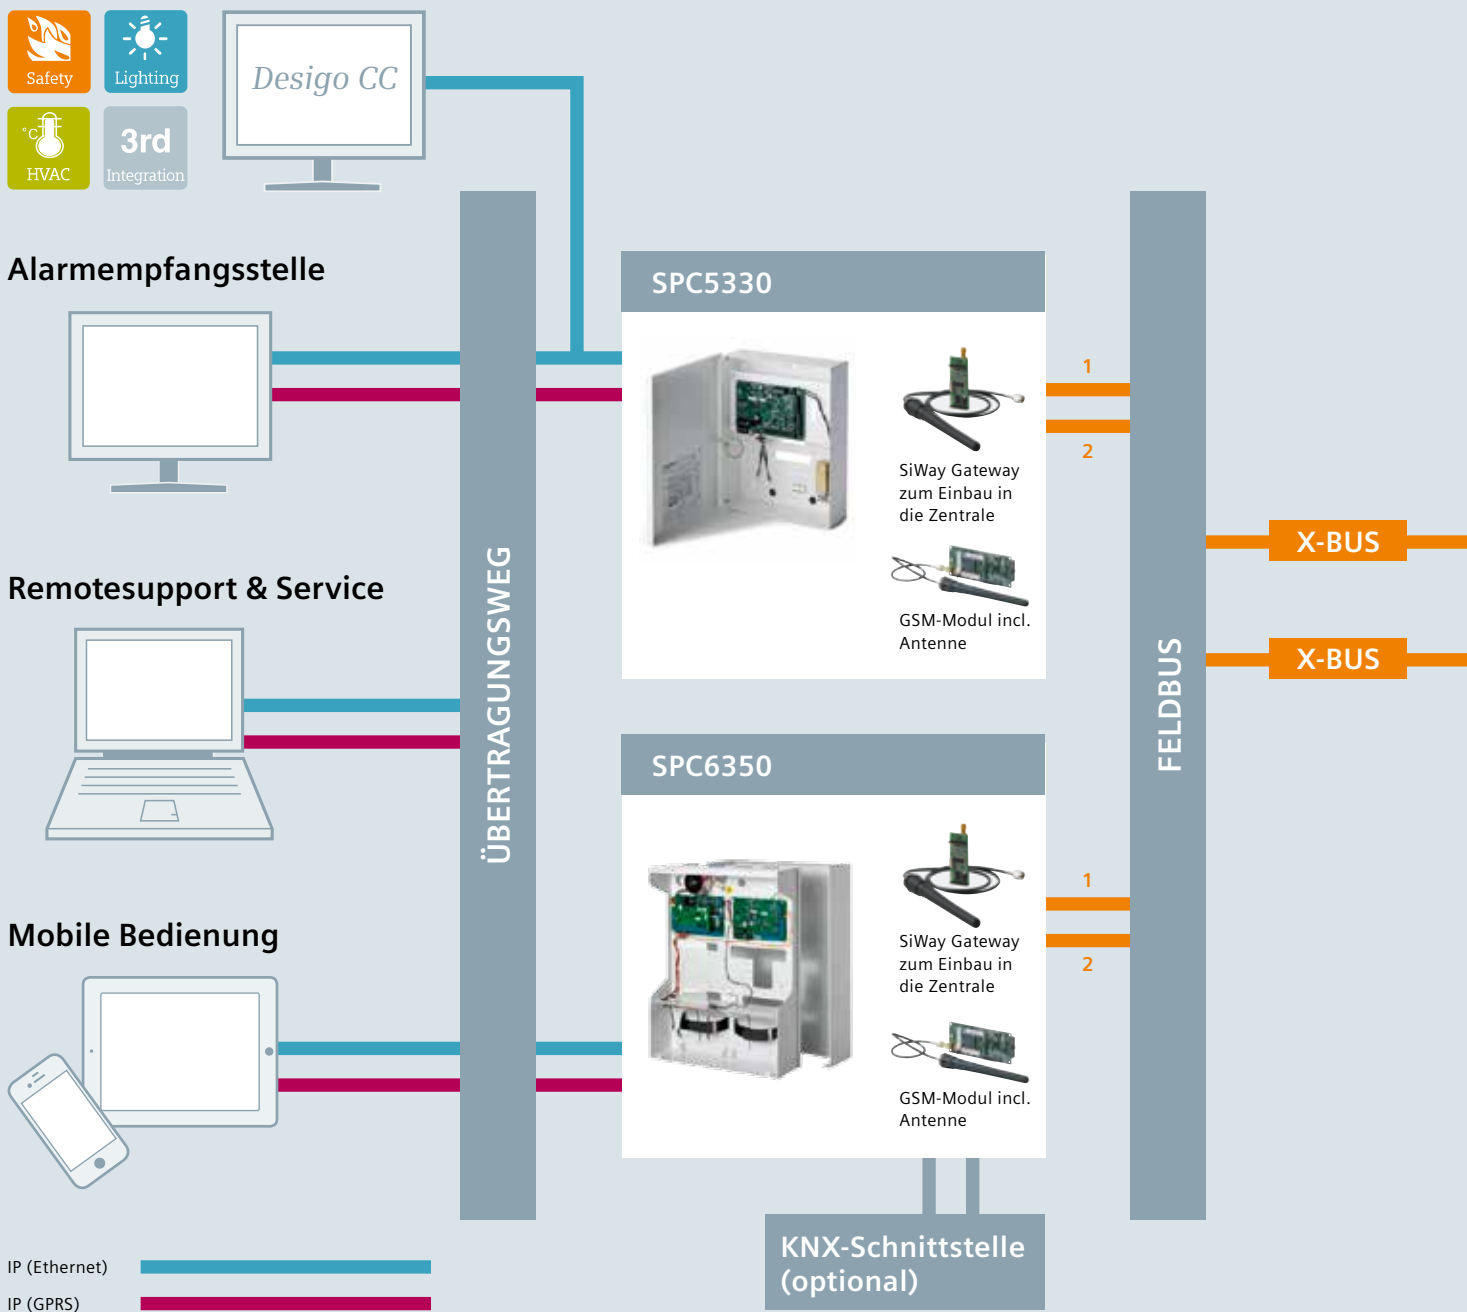 Safety
Lighting
°C
HVAC
3rd
Integration
Desigo CC
Alarmempfangsstelle
Remotesupport & Service
Mobile Bedienung
ÜBERTRAGUNGSWEG
SPC5330
SiWay Gateway
zum Einbau in
die Zentrale
GSM-Modul incl.
Antenne
1
2
SPC6350
SiWay Gateway
zum Einbau in
die Zentrale
GSM-Modul incl.
Antenne
1
2
FELDBUS
X-BUS
X-BUS
KNX-Schnittstelle
(optional)
IP (Ethernet)
IP (GPRS)